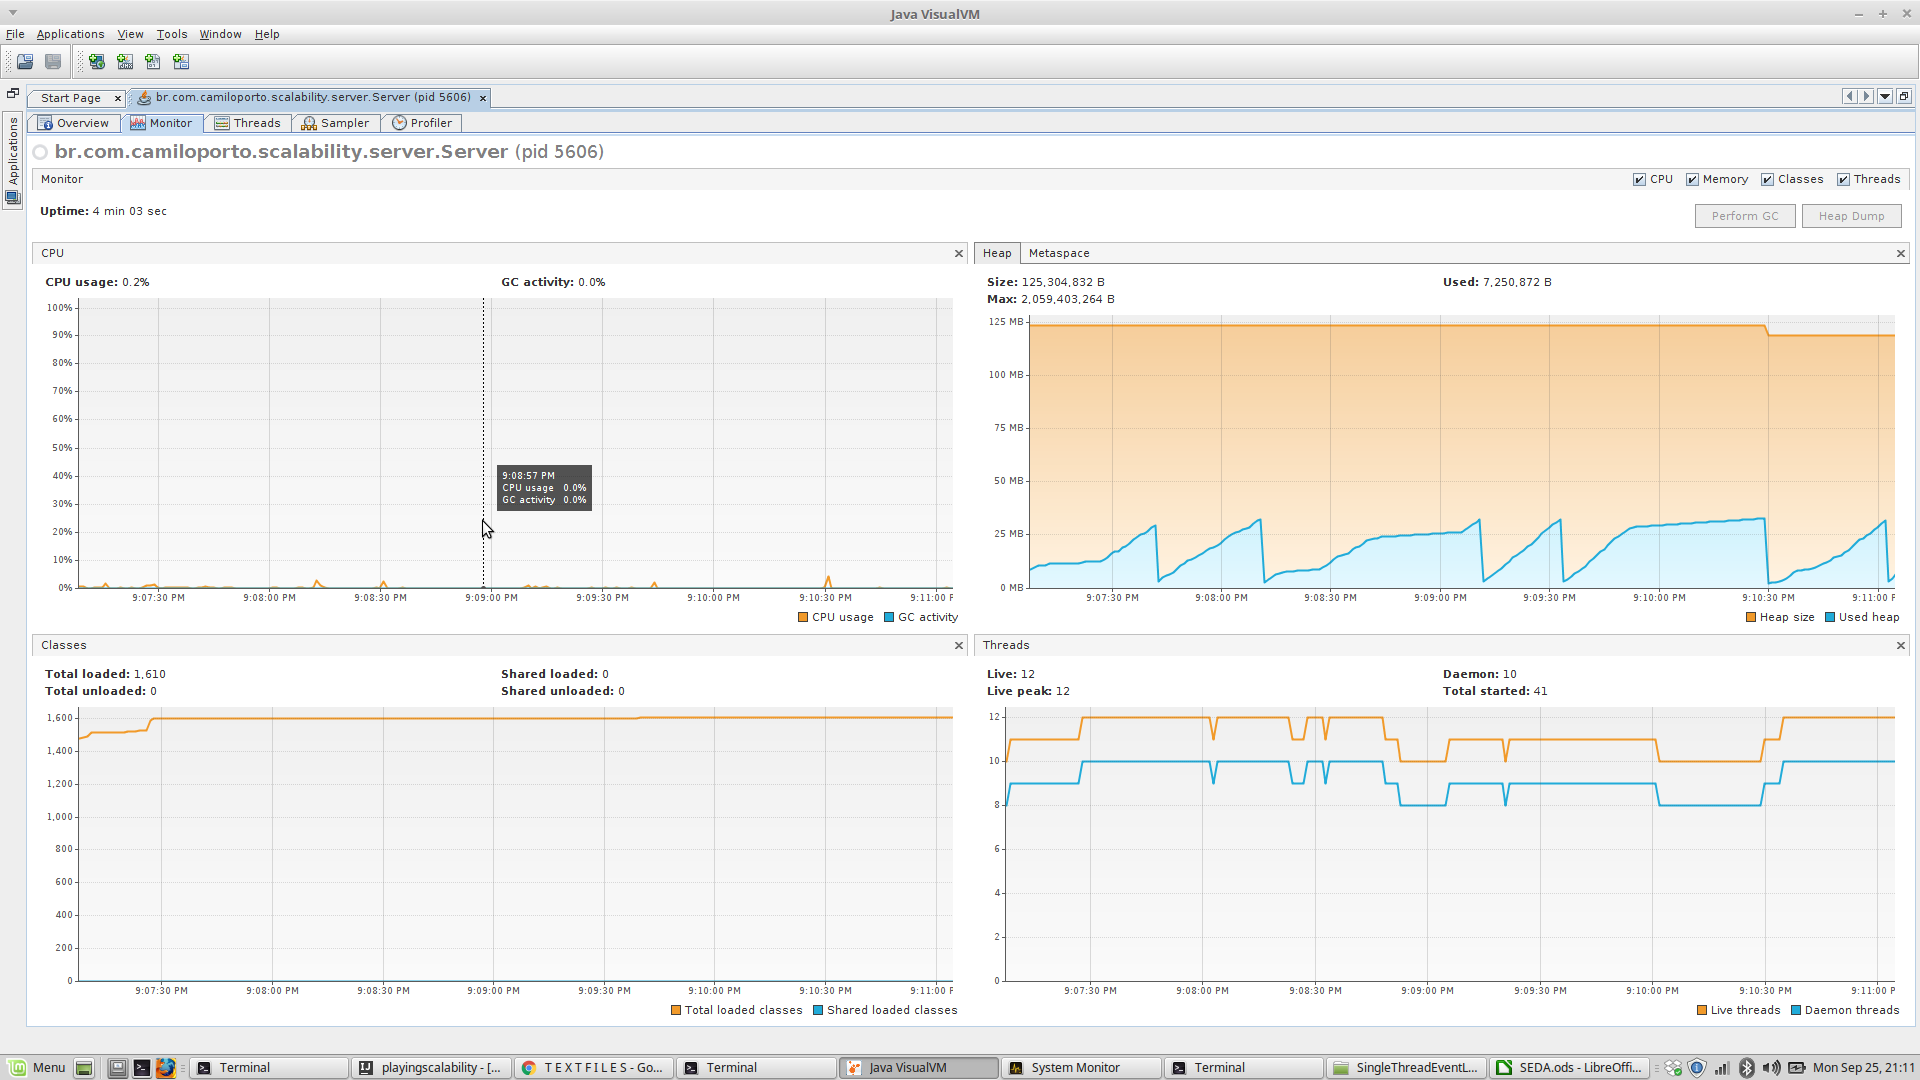 Java VisualVM
File Applications View Tools Window Help
Applications
Start Page
br.com.camiloporto.scalability.server.Server (pid 5606)
Overview Monitor Threads Sampler Profiler
br.com.camiloporto.scalability.server.Server (pid 5606)
Monitor
CPU Memory Classes Threads
Uptime: 4 min 03 sec
Perform GC Heap Dump
CPU
CPU usage: 0.2% GC activity: 0.0%
100%
90%
80%
70%
60%
50%
40%
30%
20%
10%
0%
9:08:57 PM
CPU usage 0.0%
GC activity 0.0%
9:07:30 PM 9:08:00 PM 9:08:30 PM 9:09:00 PM 9:09:30 PM 9:10:00 PM 9:10:30 PM 9:11:00 P
CPU usage GC activity
Heap Metaspace
Size: 125,304,832 B Used: 7,250,872 B
Max: 2,059,403,264 B
125 MB
100 MB
75 MB
50 MB
25 MB
0 MB
9:07:30 PM 9:08:00 PM 9:08:30 PM 9:09:00 PM 9:09:30 PM 9:10:00 PM 9:10:30 PM 9:11:00 P
Heap size Used heap
Classes
Total loaded: 1,610 Shared loaded: 0
Total unloaded: 0 Shared unloaded: 0
1,600
1,400
1,200
1,000
800
600
400
200
0
9:07:30 PM 9:08:00 PM 9:08:30 PM 9:09:00 PM 9:09:30 PM 9:10:00 PM 9:10:30 PM 9:11:00 P
Total loaded classes Shared loaded classes
Threads
Live: 12 Daemon: 10
Live peak: 12 Total started: 41
12
10
8
6
4
2
0
9:07:30 PM 9:08:00 PM 9:08:30 PM 9:09:00 PM 9:09:30 PM 9:10:00 PM 9:10:30 PM 9:11:00 P
Live threads Daemon threads
Menu Terminal playingscalability - [... T E X T F I L E S - Go... Terminal Java VisualVM System Monitor Terminal SingleThreadEventL... SEDA.ods - LibreOffi... Mon Sep 25, 21:11